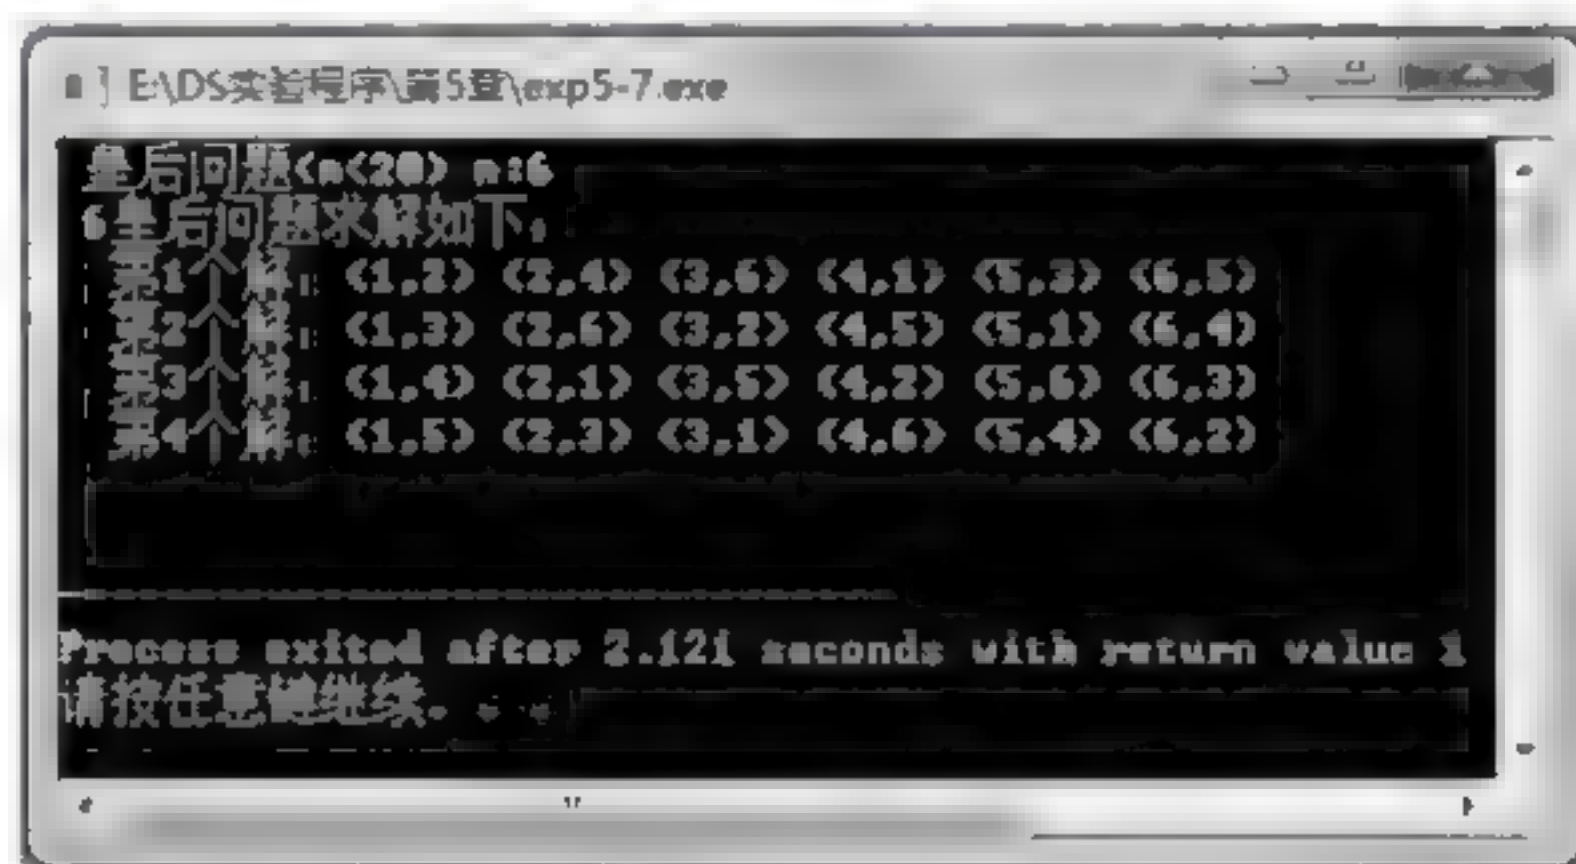 E:\DS实验程序\第5章\exp5-7.exe
皇后问题(n<20) n:6
6皇后问题求解如下:
第1个解: (1,2) (2,4) (3,6) (4,1) (5,3) (6,5)
第2个解: (1,3) (2,6) (3,2) (4,5) (5,1) (6,4)
第3个解: (1,4) (2,1) (3,5) (4,2) (5,6) (6,3)
第4个解: (1,5) (2,3) (3,1) (4,6) (5,4) (6,2)
Process exited after 2.121 seconds with return value 1
请按任意键继续. . .